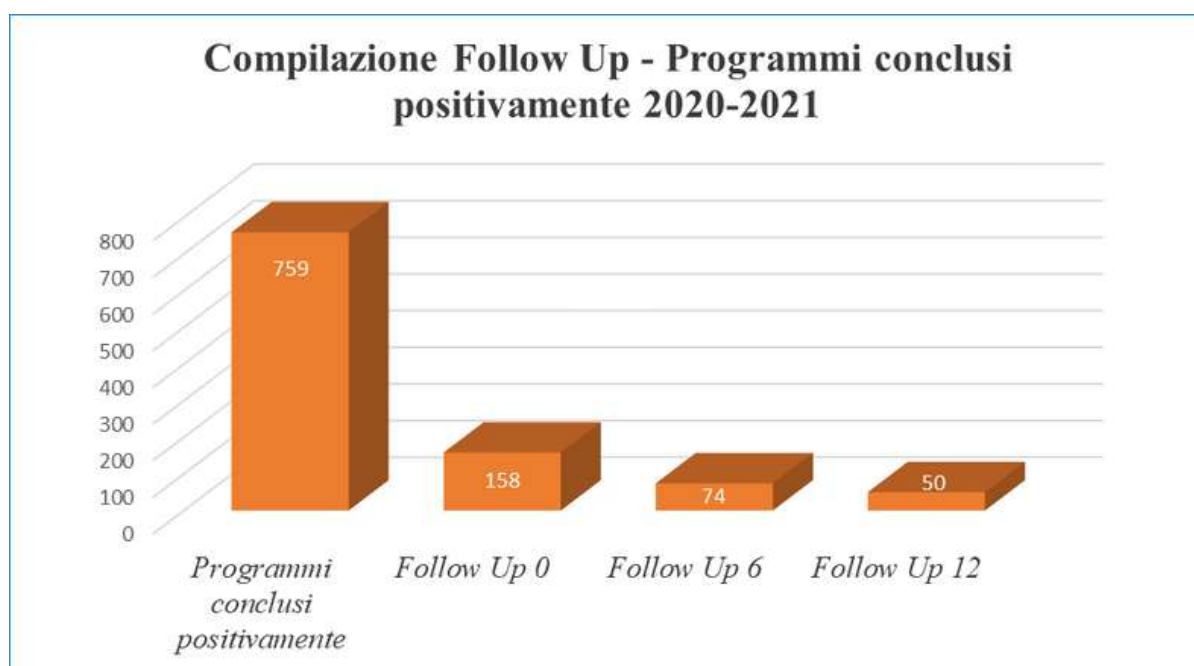 Compilazione Follow Up - Programmi conclusi
positivamente 2020-2021
800
700
600
500
400
300
200
100
0
759
158
74
50
Programmi
conclusi
positivamente
Follow Up 0
Follow Up 6
Follow Up 12